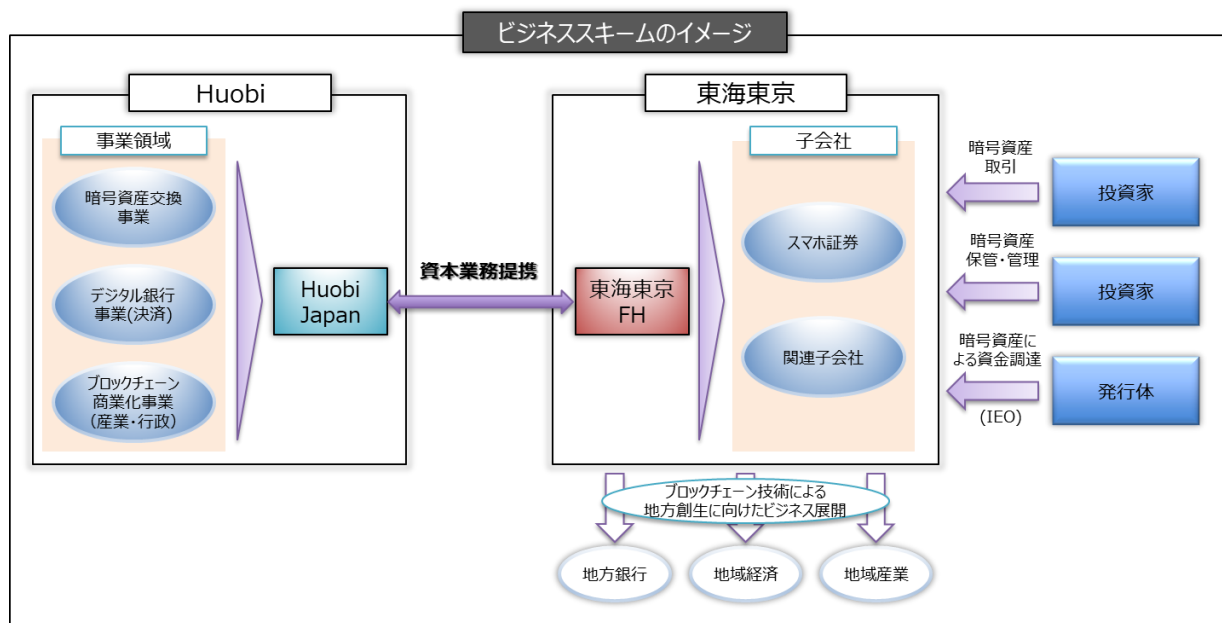 ビジネススキームのイメージ
Huobi
事業領域
暗号資産交換
事業
デジタル銀行
事業(決済)
ブロックチェーン
商業化事業
(産業・行政)
Huobi
Japan
資本業務提携
東海東京
東海東京
FH
子会社
スマホ証券
関連子会社
暗号資産
取引
投資家
暗号資産
保管・管理
投資家
暗号資産に
よる資金調達
(IEO)
発行体
ブロックチェーン技術による
地方創生に向けたビジネス展開
地方銀行
地域経済
地域産業